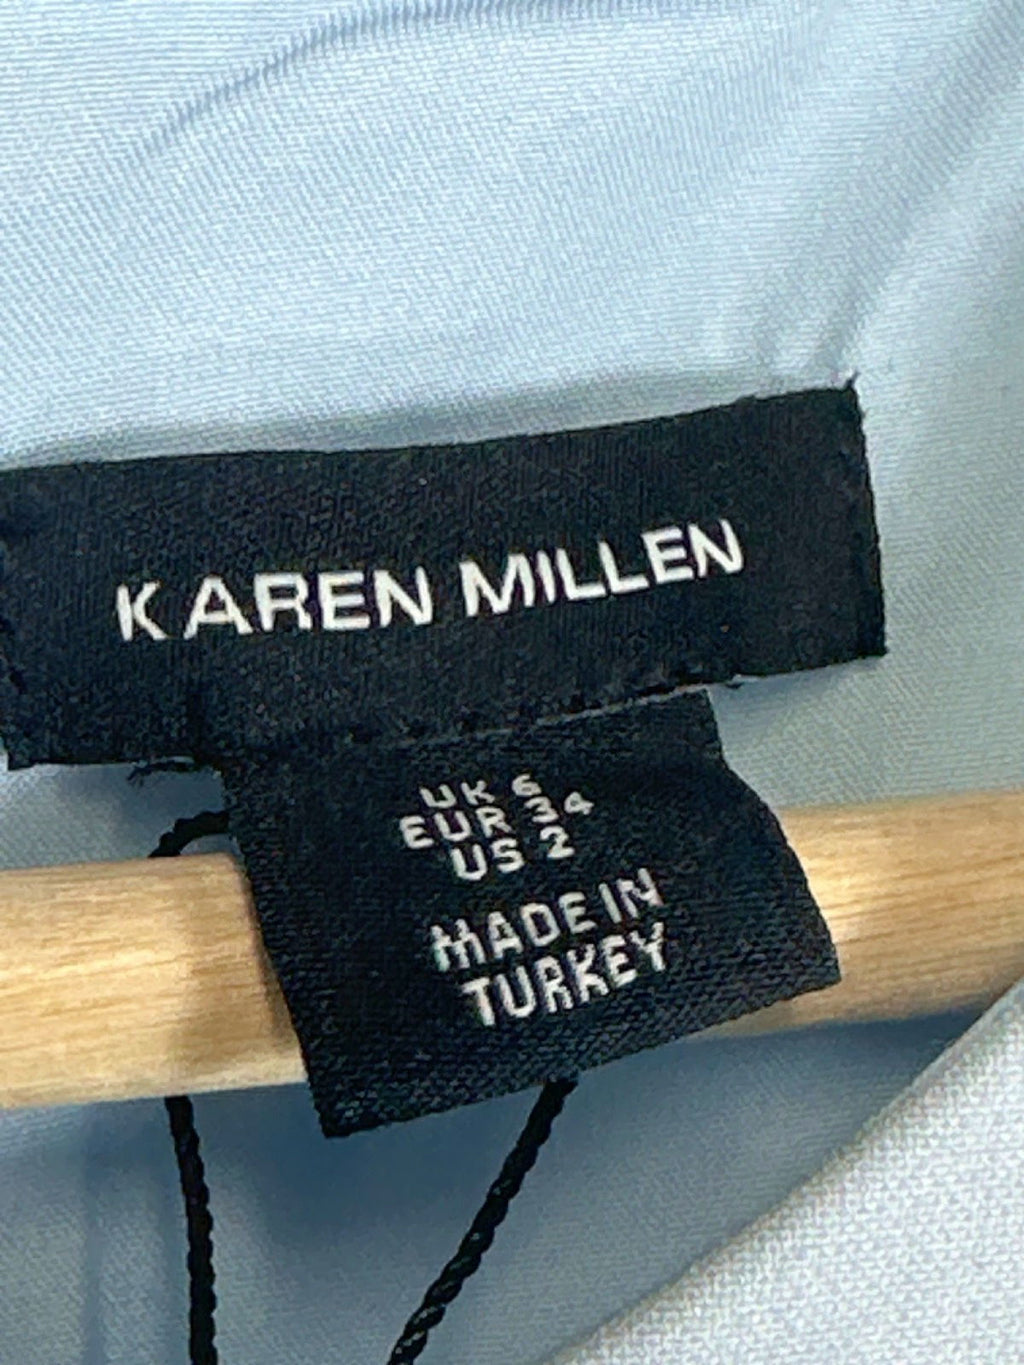 KAREN MILLEN
UK 6
EUR 34
US 2
MADE IN
TURKEY